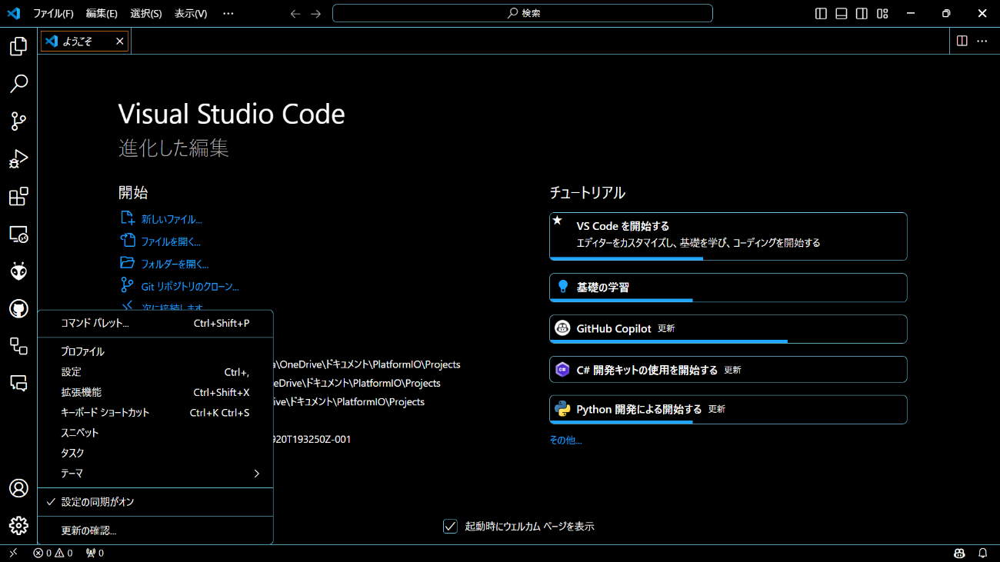 ファイル(F) 編集(E) 選択(S) 表示(V) … 検索
ようこそ
Visual Studio Code
進化した編集
開始
新しいファイル...
ファイルを開く...
フォルダーを開く...
Git リポジトリのクローン...
次に接続します
a\OneDrive\ドキュメント\PlatformIO\Projects
eDrive\ドキュメント\PlatformIO\Projects
ive\ドキュメント\PlatformIO\Projects
920T193250Z-001
チュートリアル
VS Code を開始する
エディターをカスタマイズし、基礎を学び、コーディングを開始する
基礎の学習
GitHub Copilot 更新
C# 開発キットの使用を開始する 更新
Python 開発による開始する 更新
その他...
コマンド パレット... Ctrl+Shift+P
プロファイル
設定 Ctrl+,
拡張機能 Ctrl+Shift+X
キーボード ショートカット Ctrl+K Ctrl+S
スニペット
タスク
テーマ
設定の同期がオン
更新の確認...
起動時にウェルカム ページを表示
0 0 0